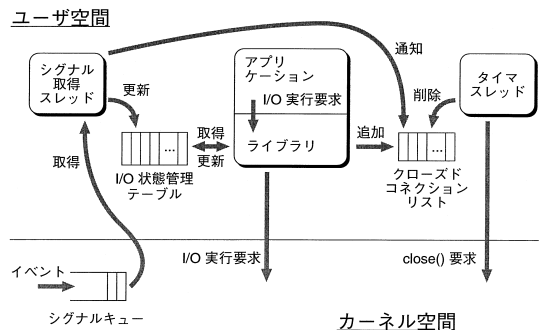 ユーザ空間
シグナル
取得
スレッド
更新
アプリ
ケーション
I/O 実行要求
ライブラリ
通知
タイマ
スレッド
削除
取得
更新
追加
...
...
I/O 状態管理
テーブル
クローズド
コネクション
リスト
取得
I/O 実行要求
close() 要求
イベント
シグナルキュー
カーネル空間